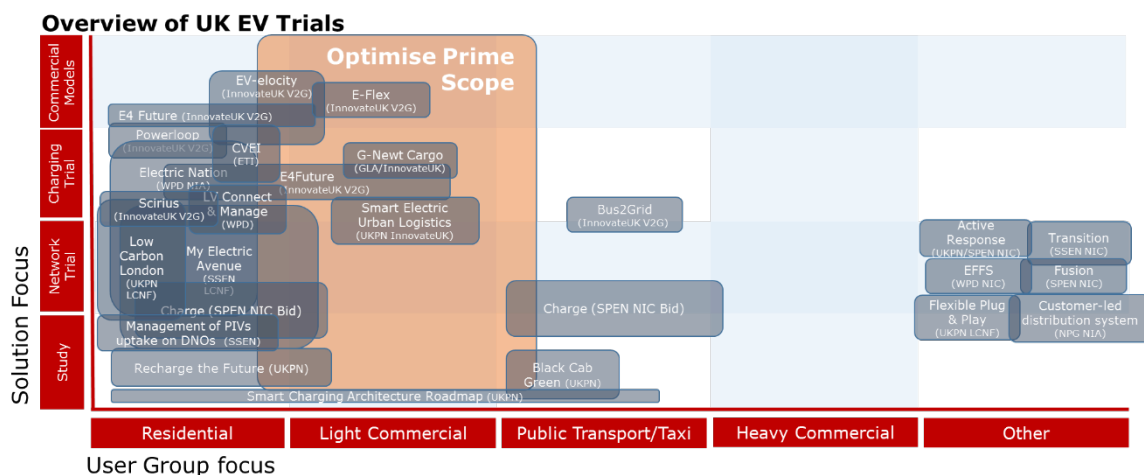 Overview of UK EV Trials
Optimise Prime
Scope
Solution Focus
Commercial
Models
Charging
Trial
Network
Trial
Study
EV-elocity
(InnovateUK V2G)
E-Flex
(InnovateUK V2G)
E4 Future (InnovateUK V2G)
Powerloop
(InnovateUK V2G)
CVEI
(ETI)
G-Newt Cargo
(GLA/InnovateUK)
Electric Nation
(WPD NIA)
E4Future
(InnovateUK V2G)
Scirius
(InnovateUK V2G)
LV Connect
& Manage
(WPD)
Smart Electric
Urban Logistics
(UKPN InnovateUK)
Bus2Grid
(InnovateUK V2G)
Low
Carbon
London
(UKPN
LCNF)
My Electric
Avenue
(SSEN
LCNF)
Active
Response
(UKPN/SPEN NIC)
Transition
(SSEN NIC)
EFFS
(WPD NIC)
Fusion
(SPEN NIC)
Charge (SPEN NIC Bid)
Charge (SPEN NIC Bid)
Flexible Plug
& Play
(UKPN LCNF)
Customer-led
distribution system
(NPG NIA)
Management of PIVs
uptake on DNOs (SSEN)
Recharge the Future (UKPN)
Black Cab
Green (UKPN)
Smart Charging Architecture Roadmap (UKPN)
Residential
Light Commercial
Public Transport/Taxi
Heavy Commercial
Other
User Group focus